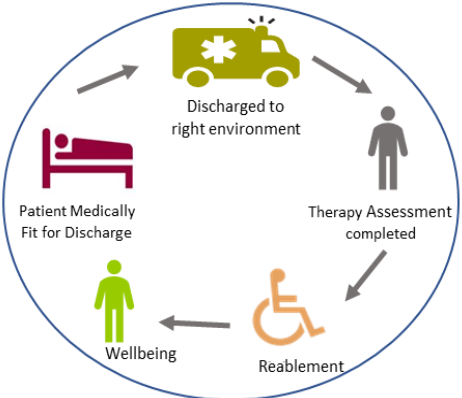 Discharged to
right environment
Patient Medically
Fit for Discharge
Therapy Assessment
completed
Wellbeing
Reablement